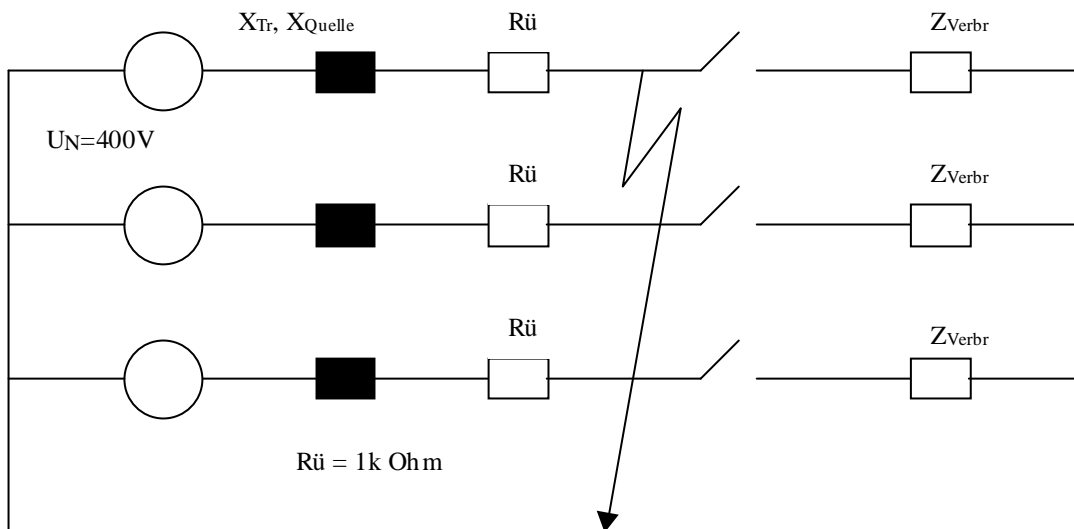 XTr, XQuelle
Rü
ZVerbr
UN=400V
Rü
ZVerbr
Rü
ZVerbr
Rü = 1k Ohm